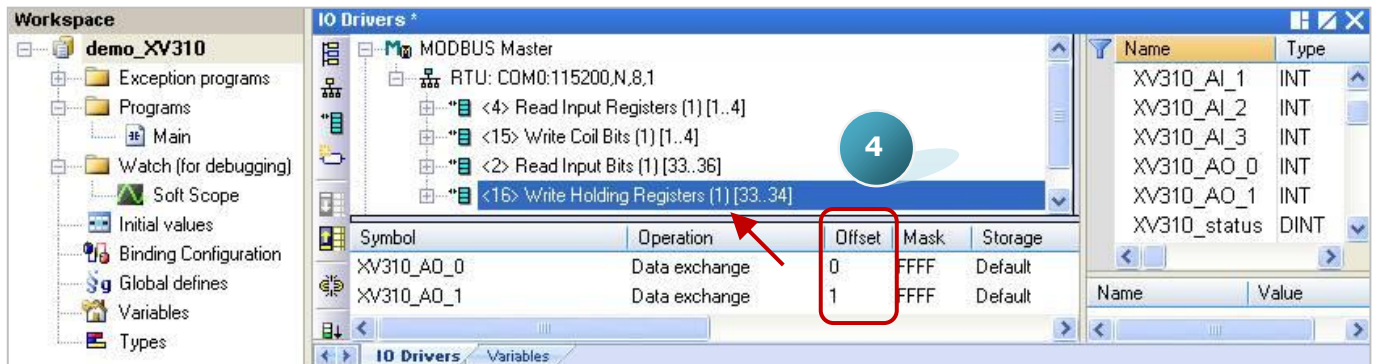 Workspace
demo_XV310
Exception programs
Programs
Main
Watch (for debugging)
Soft Scope
Initial values
Binding Configuration
Global defines
Variables
Types
IO Drivers *
MODBUS Master
RTU: COM0:115200,N,8,1
<4> Read Input Registers (1) [1..4]
<15> Write Coil Bits (1) [1..4]
<2> Read Input Bits (1) [33..36]
<16> Write Holding Registers (1) [33..34]
4
Symbol Operation Offset Mask Storage
XV310_AO_0 Data exchange 0 FFFF Default
XV310_AO_1 Data exchange 1 FFFF Default
IO Drivers Variables
Name Type
XV310_AI_1 INT
XV310_AI_2 INT
XV310_AI_3 INT
XV310_AO_0 INT
XV310_AO_1 INT
XV310_status DINT
Name Value